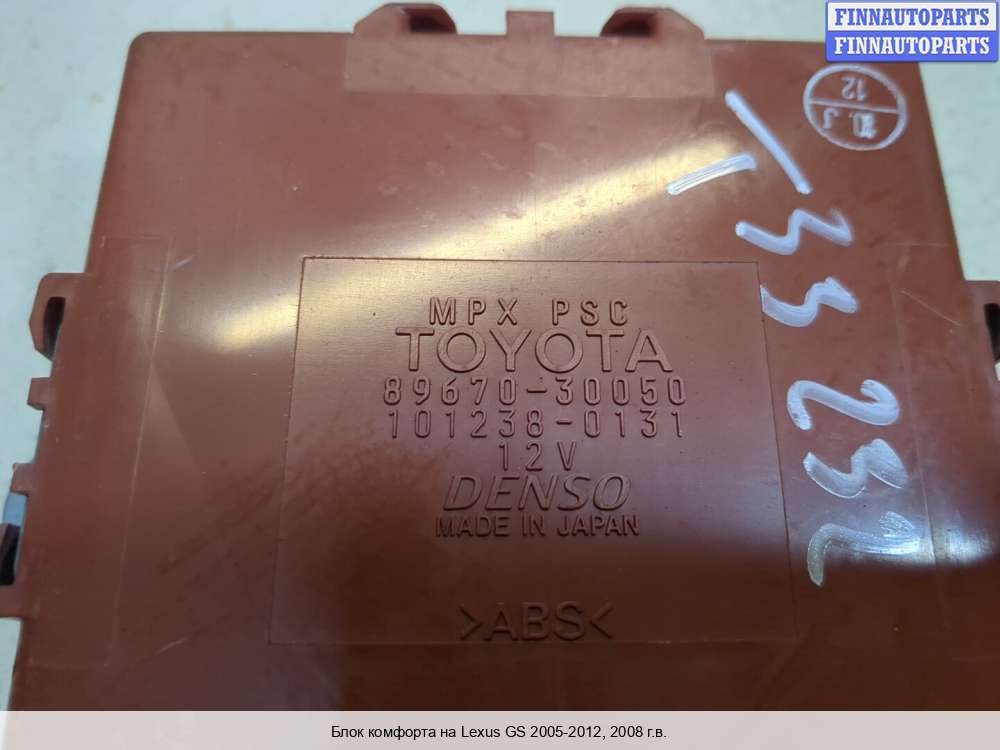 FINNAUTOPARTS
FINNAUTOPARTS
12
MPX PSC
TOYOTA
89670-30050
101238-0131
12V
DENSO
MADE IN JAPAN
>ABS<
Блок комфорта на Lexus GS 2005-2012, 2008 г.в.